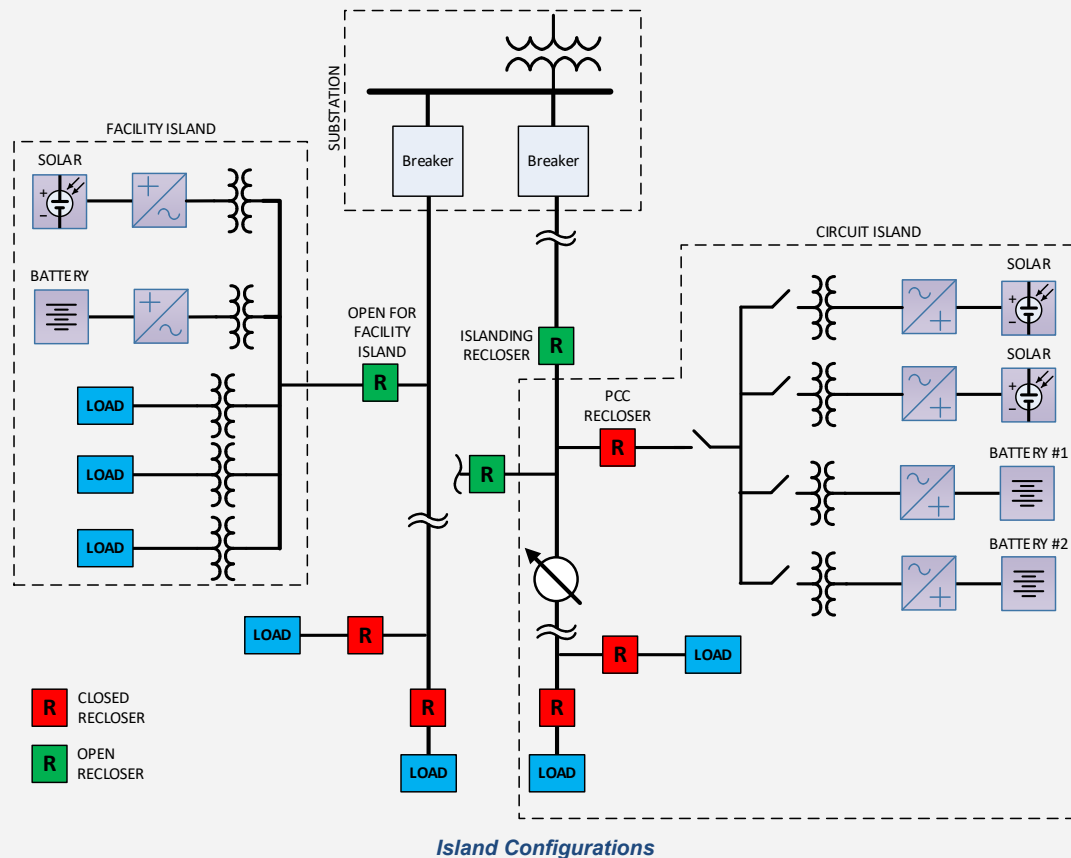 SUBSTATION
Breaker
Breaker
FACILITY ISLAND
SOLAR
+
−
+
BATTERY
+
LOAD
LOAD
LOAD
OPEN FOR
FACILITY
ISLAND
R
ISLANDING
RECLOSER
R
R
PCC
RECLOSER
R
CIRCUIT ISLAND
SOLAR
+
+
−
SOLAR
+
+
−
BATTERY #1
+
BATTERY #2
+
LOAD
R
R
LOAD
R
LOAD
R
LOAD
R
CLOSED
RECLOSER
R
OPEN
RECLOSER
Island Configurations